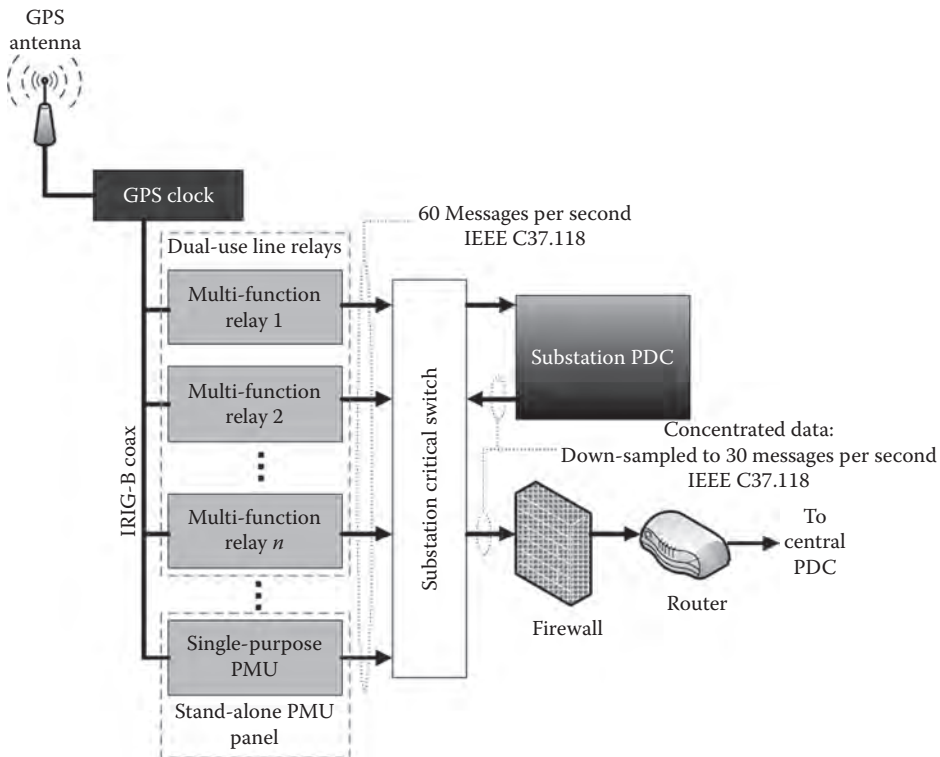 GPS
antenna
GPS clock
60 Messages per second
IEEE C37.118
Dual-use line relays
Multi-function
relay 1
Multi-function
relay 2
Multi-function
relay n
Single-purpose
PMU
Stand-alone PMU
panel
IRIG-B coax
Substation critical switch
Substation PDC
Concentrated data:
Down-sampled to 30 messages per second
IEEE C37.118
Firewall
Router
To
central
PDC